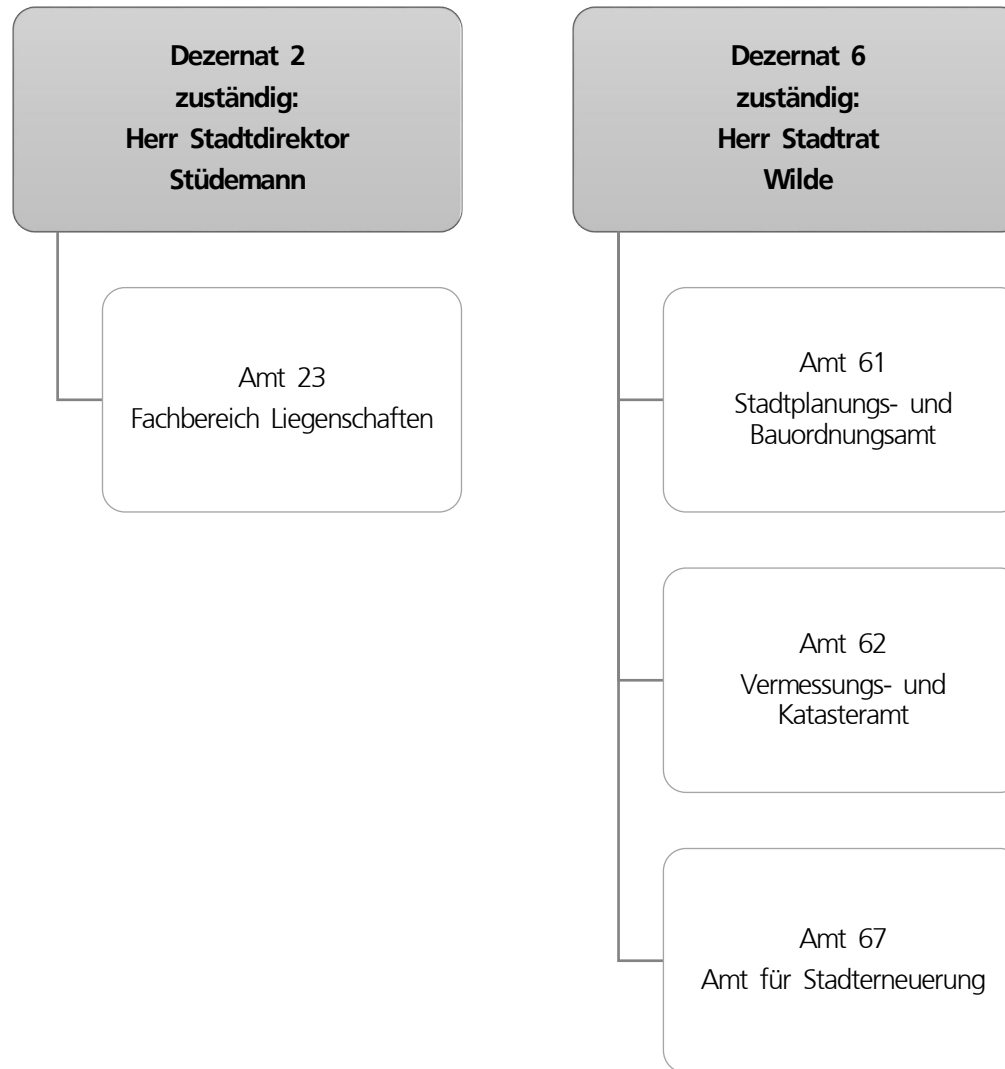 Dezernat 2
zuständig:
Herr Stadtdirektor
Stüdemann
Amt 23
Fachbereich Liegenschaften
Dezernat 6
zuständig:
Herr Stadtrat
Wilde
Amt 61
Stadtplanungs- und
Bauordnungsamt
Amt 62
Vermessungs- und
Katasteramt
Amt 67
Amt für Stadterneuerung